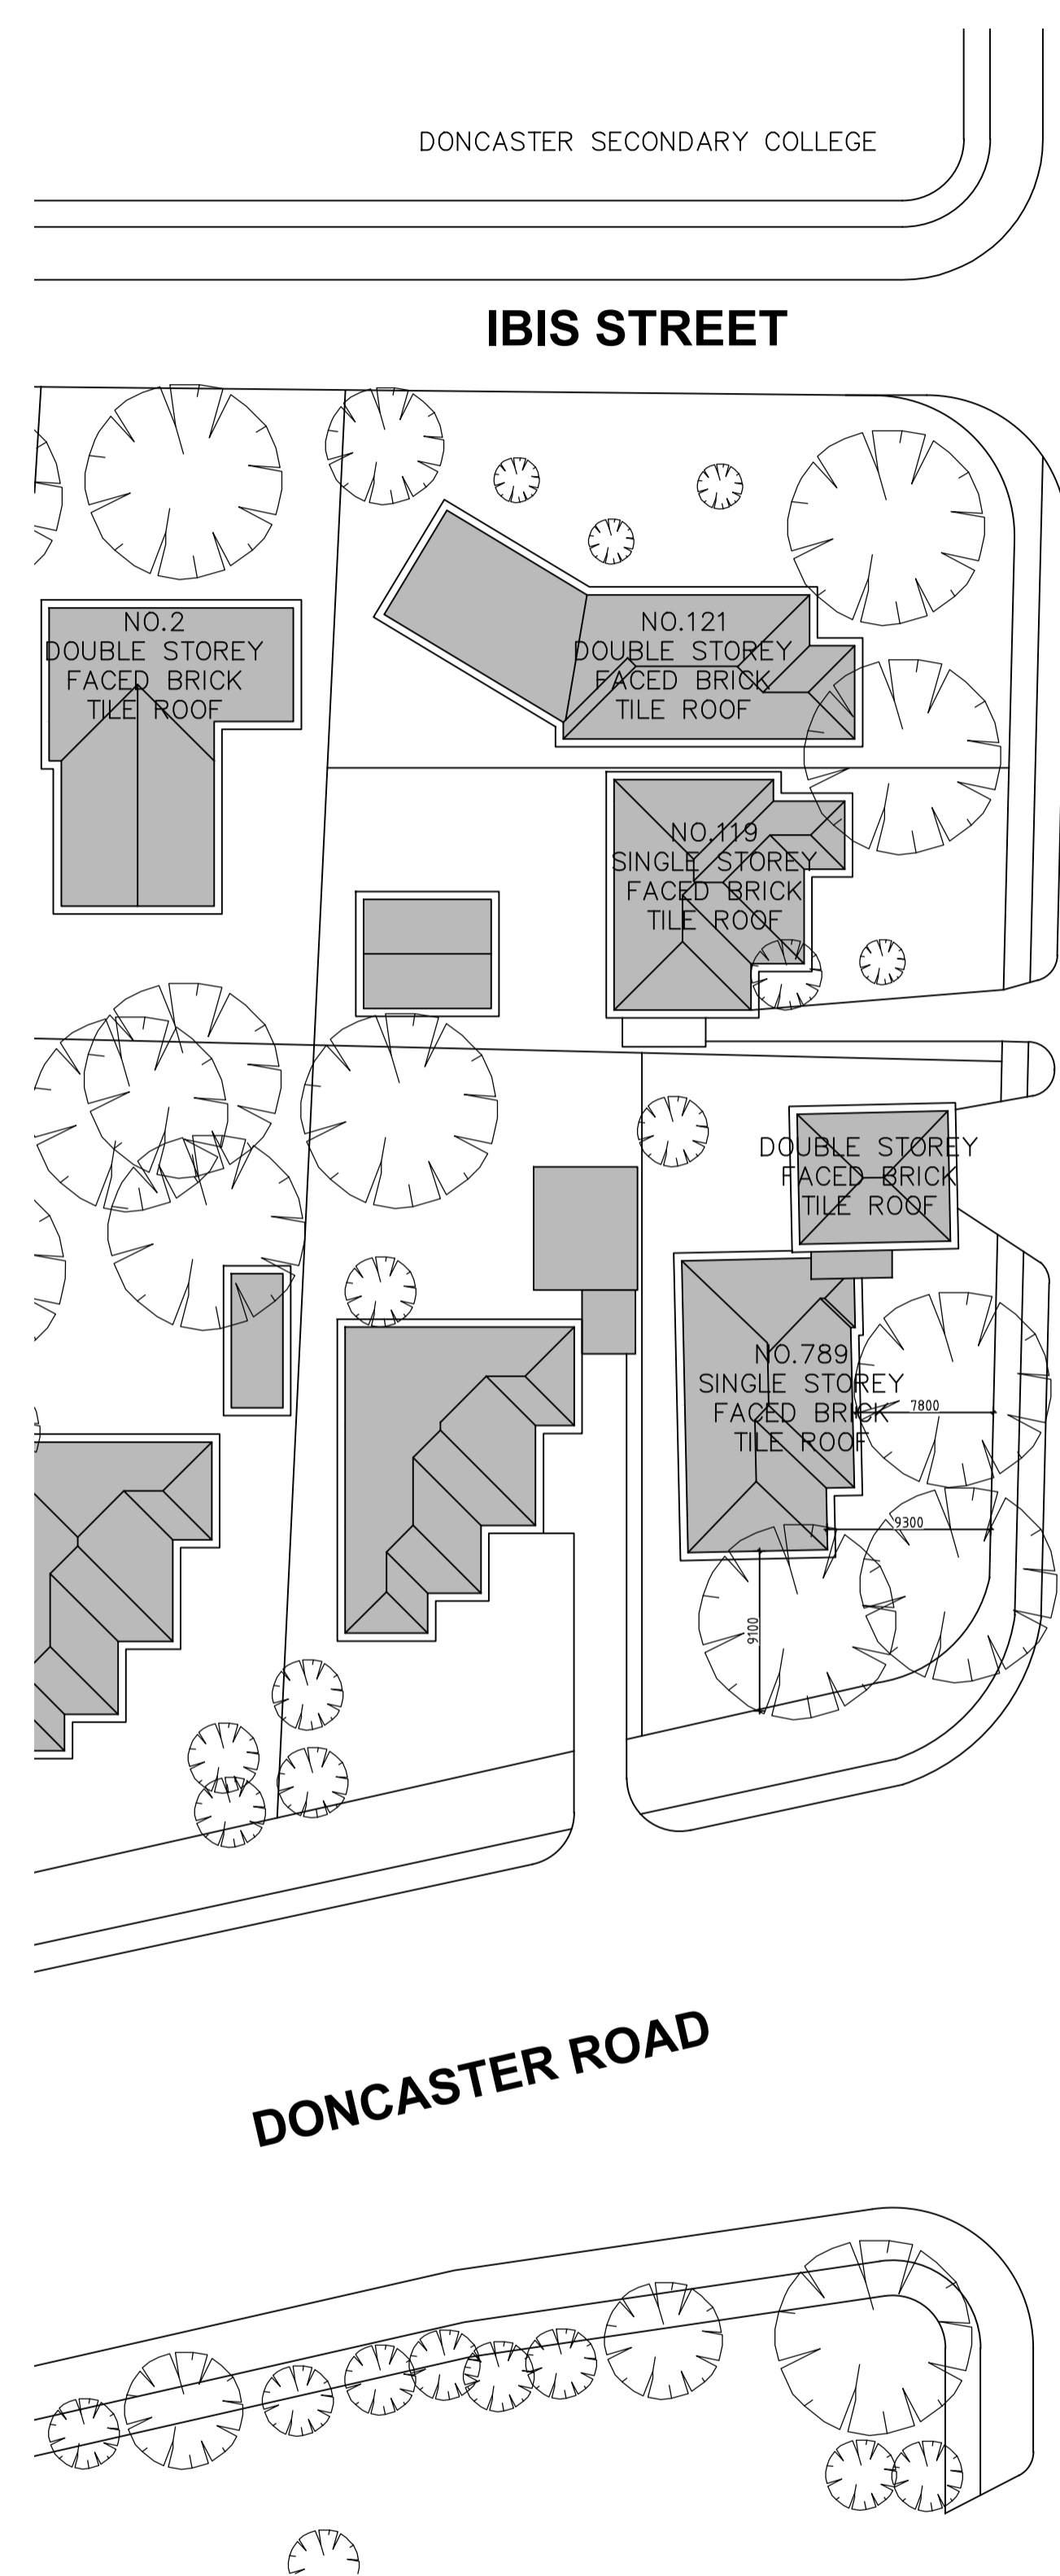 DONCASTER SECONDARY COLLEGE
IBIS STREET
NO.2
DOUBLE STOREY
FACED BRICK
TILE ROOF
NO.121
DOUBLE STOREY
FACED BRICK
TILE ROOF
NO.119
SINGLE STOREY
FACED BRICK
TILE ROOF
DOUBLE STOREY
FACED BRICK
TILE ROOF
NO.789
SINGLE STOREY
FACED BRICK
TILE ROOF
7800
9300
9100
DONCASTER ROAD